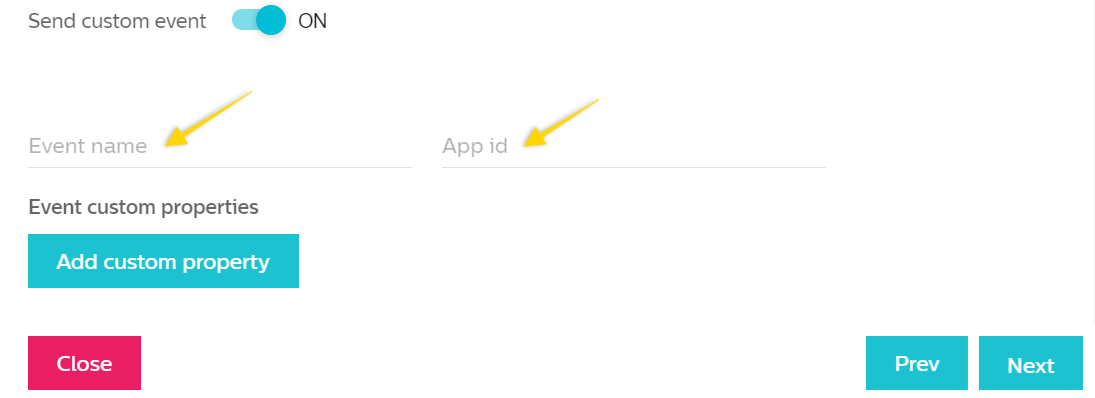 Send custom event ON
Event name App id
Event custom properties
Add custom property
Close Prev Next